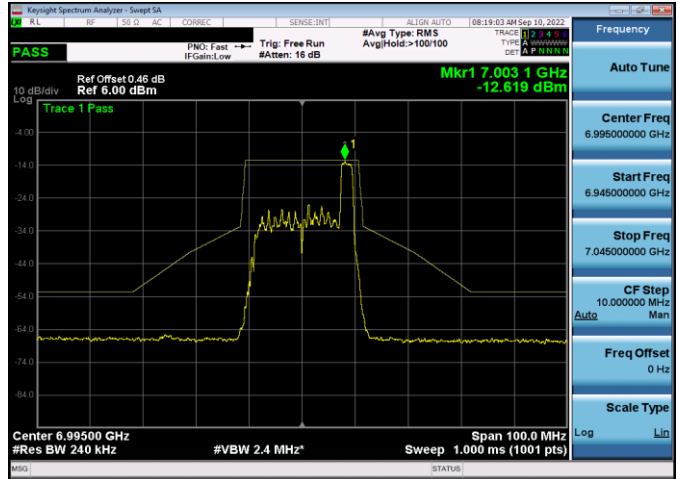 Keysight Spectrum Analyzer - Swept SA
RL RF 50 Ω AC CORREC SENSE:INT ALIGN AUTO 08:19:03 AM Sep 10, 2022
PASS
PNO: Fast
IFGain:Low
Trig: Free Run
#Atten: 16 dB
#Avg Type: RMS
Avg|Hold:>100/100
TRACE 1 2 3 4 5 6
TYPE A WWWWW
DET A P N N N N
Mkr1 7.003 1 GHz
-12.619 dBm
Ref Offset 0.46 dB
10 dB/div Ref 6.00 dBm
Log
Trace 1 Pass
1
-4.00
-14.0
-24.0
-34.0
-44.0
-54.0
-64.0
-74.0
-84.0
Center 6.99500 GHz Span 100.0 MHz
#Res BW 240 kHz #VBW 2.4 MHz* Sweep 1.000 ms (1001 pts)
MSG STATUS
Frequency
Auto Tune
Center Freq
6.995000000 GHz
Start Freq
6.945000000 GHz
Stop Freq
7.045000000 GHz
CF Step
10.000000 MHz
Auto Man
Freq Offset
0 Hz
Scale Type
Log Lin